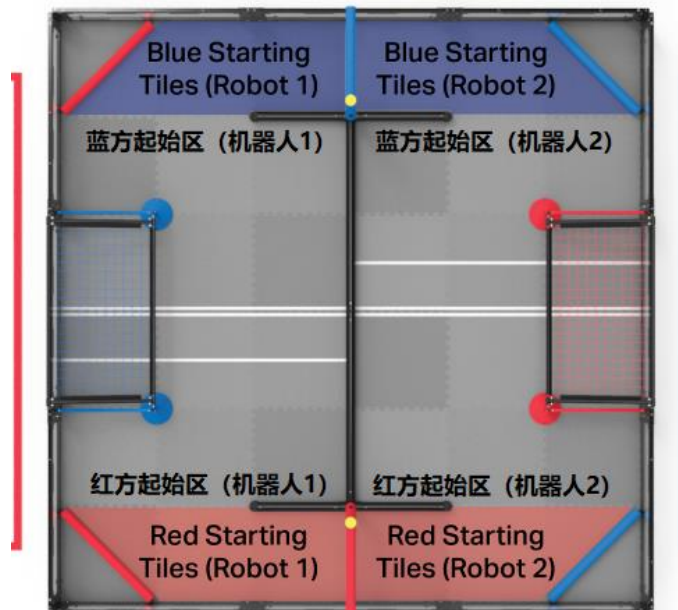 Blue Starting
Tiles (Robot 1)
Blue Starting
Tiles (Robot 2)
蓝方起始区（机器人1）
蓝方起始区（机器人2）
红方起始区（机器人1）
红方起始区（机器人2）
Red Starting
Tiles (Robot 1)
Red Starting
Tiles (Robot 2)